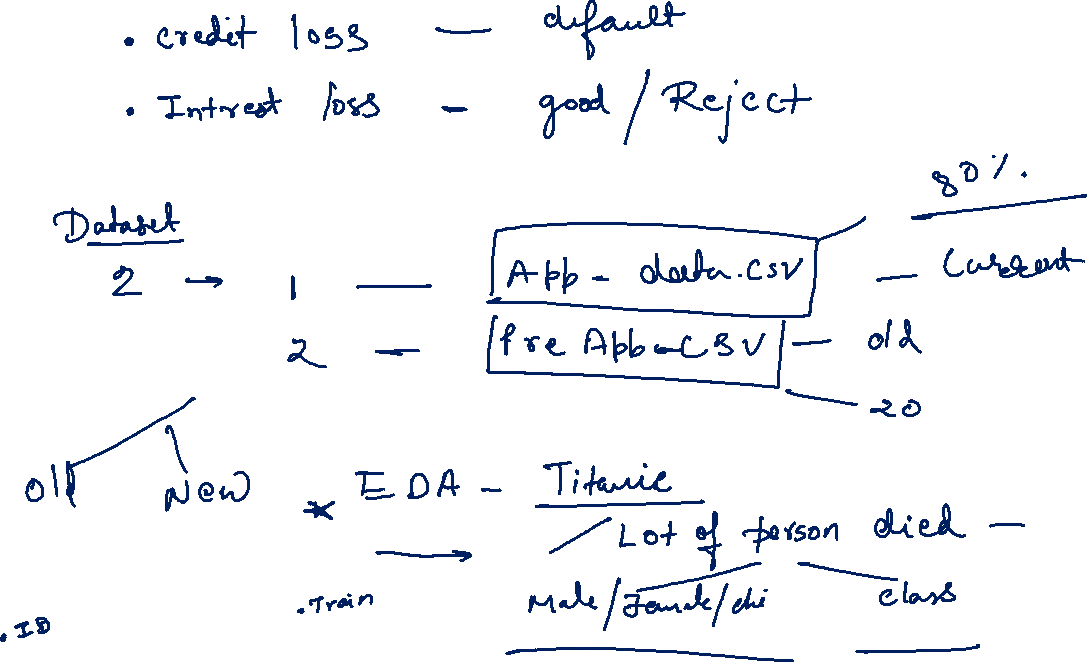 • credit loss — default
• Intrest loss - good / Reject
80%.
Dataset
2 → 1 — App - data.csv — Current
2 — Pre App-CSV — old
20
old New * EDA - Titanic
→ / Lot of person died —
• Train Male/Female/chi class
• ID